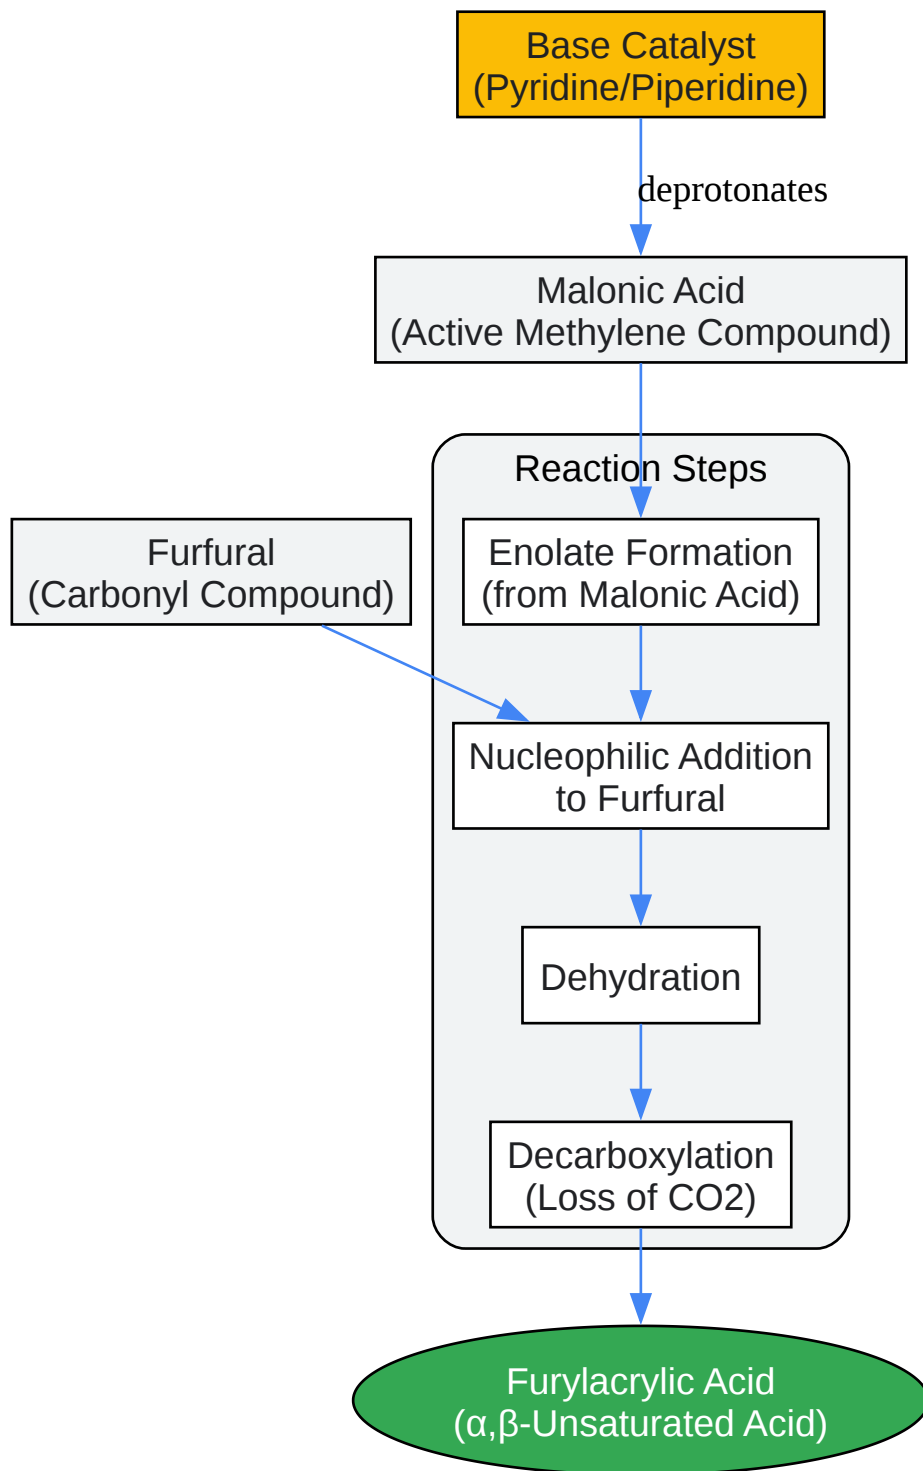 Base Catalyst
(Pyridine/Piperidine)
deprotonates
Malonic Acid
(Active Methylene Compound)
Reaction Steps
Furfural
(Carbonyl Compound)
Enolate Formation
(from Malonic Acid)
Nucleophilic Addition
to Furfural
Dehydration
Decarboxylation
(Loss of CO2)
Furylacrylic Acid
(α,β-Unsaturated Acid)